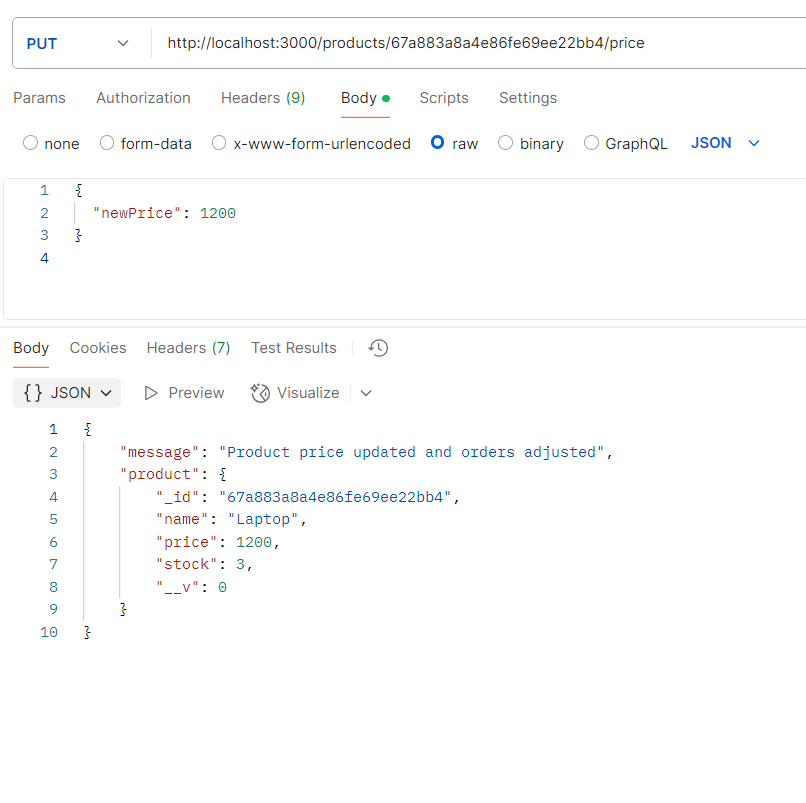 PUT http://localhost:3000/products/67a883a8a4e86fe69ee22bb4/price
Params Authorization Headers (9) Body Scripts Settings
none form-data x-www-form-urlencoded raw binary GraphQL JSON
1 {
2 "newPrice": 1200
3 }
4
Body Cookies Headers (7) Test Results
{} JSON Preview Visualize
1 {
2 "message": "Product price updated and orders adjusted",
3 "product": {
4 "_id": "67a883a8a4e86fe69ee22bb4",
5 "name": "Laptop",
6 "price": 1200,
7 "stock": 3,
8 "__v": 0
9 }
10 }